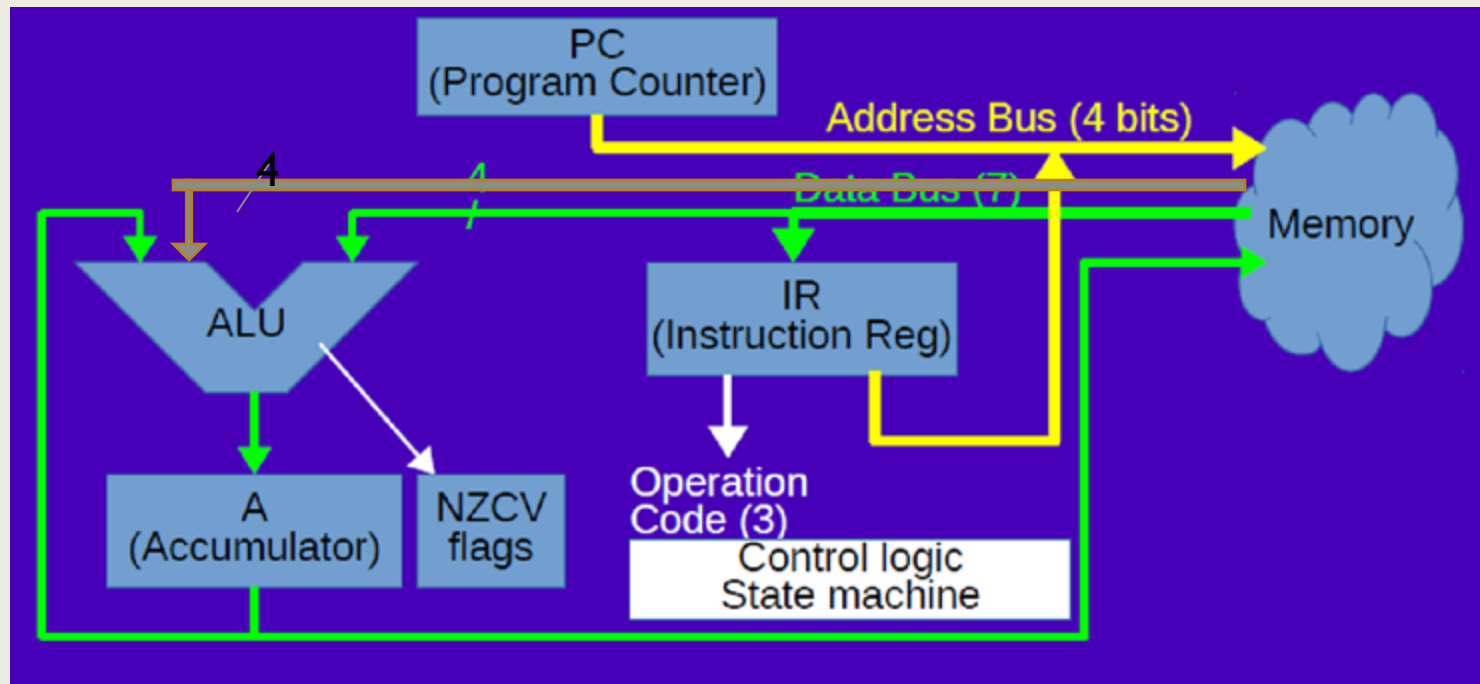 PC
(Program Counter)
Address Bus (4 bits)
4
4
Data Bus (7)
Memory
ALU
IR
(Instruction Reg)
A
(Accumulator)
NZCV
flags
Operation
Code (3)
Control logic
State machine